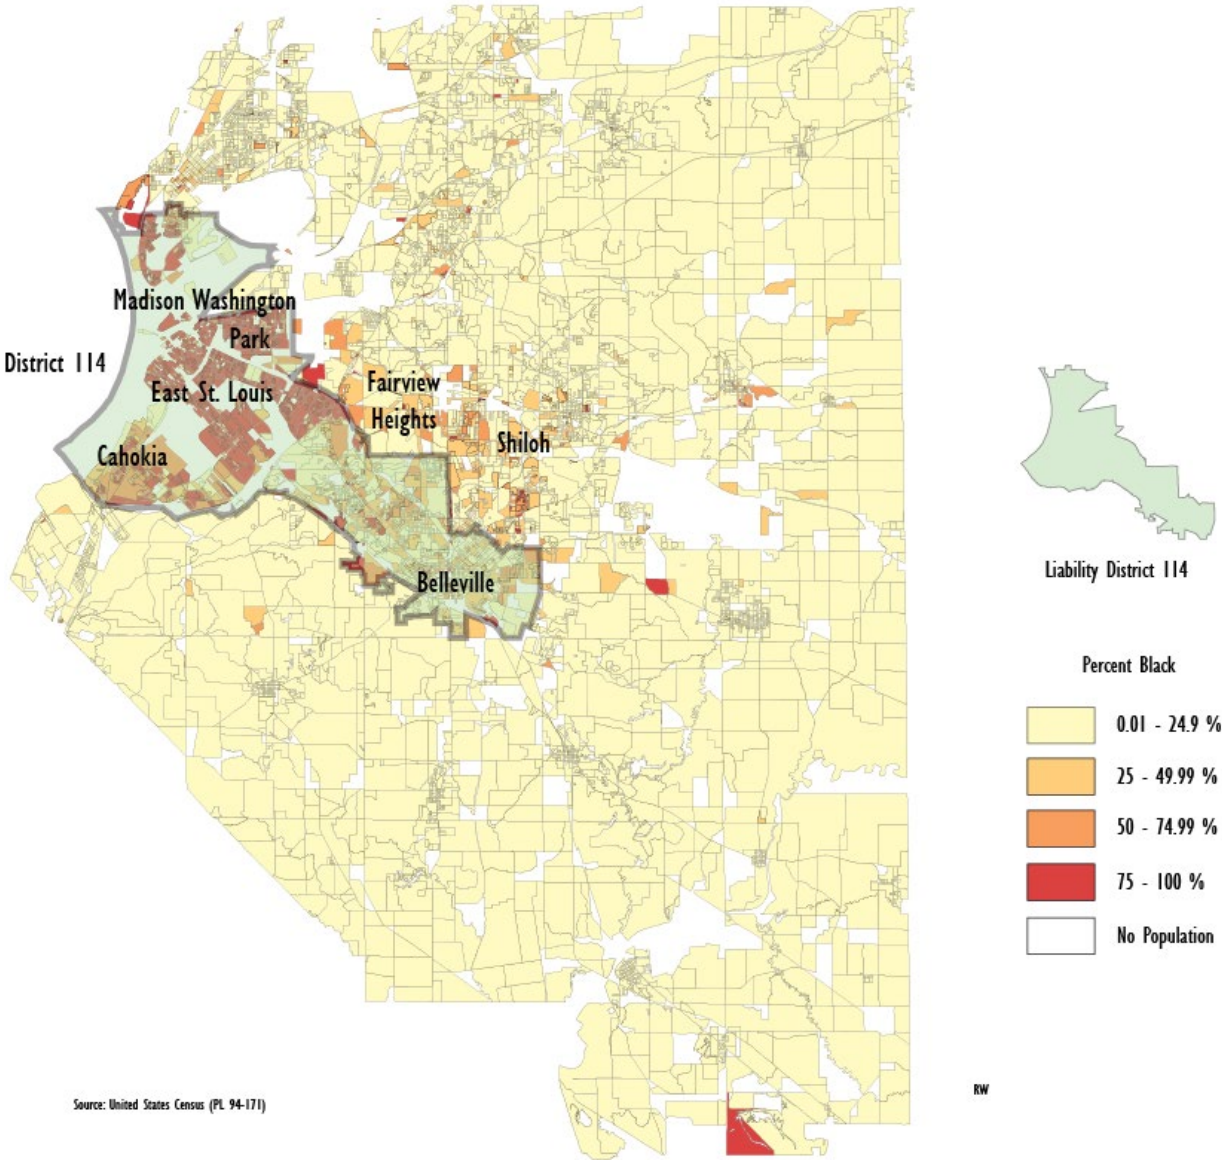 Madison Washington
Park
District 114
Fairview
Heights
East St. Louis
Shiloh
Cahokia
Belleville
Liability District 114
Percent Black
0.01 - 24.9 %
25 - 49.99 %
50 - 74.99 %
75 - 100 %
No Population
RW
Source: United States Census (PL 94-171)